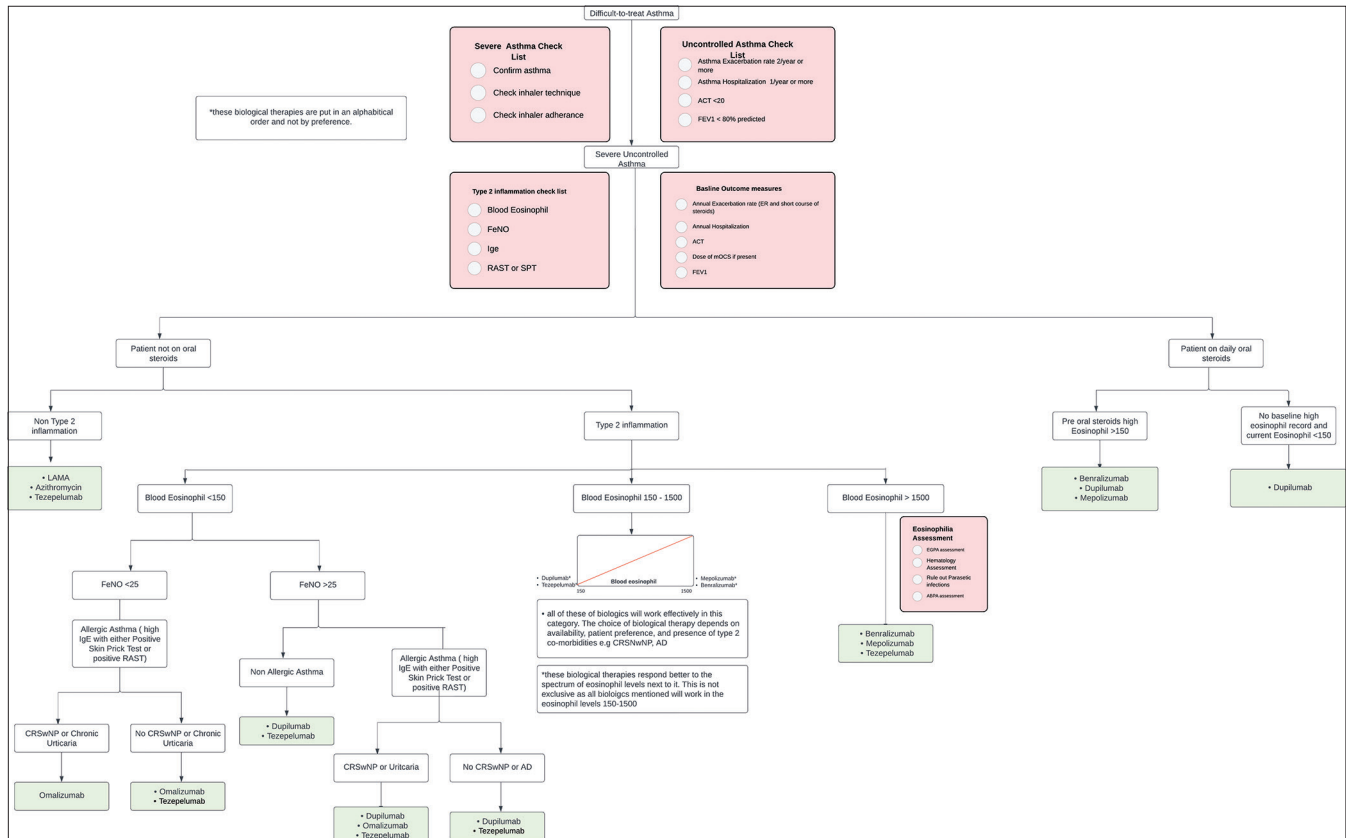 Difficult-to-treat Asthma
Severe Asthma Check
List
Confirm asthma
Check inhaler technique
Check inhaler adherance
Uncontrolled Asthma Check
List
Asthma Exacerbation rate 2/year or
more
Asthma Hospitalization 1/year or more
ACT <20
FEV1 < 80% predicted
*these biological therapies are put in an alphabitical
order and not by preference.
Severe Uncontrolled
Asthma
Type 2 inflammation check list
Blood Eosinophil
FeNO
Ige
RAST or SPT
Basline Outcome measures
Annual Exacerbation rate (ER and short course of
steroids)
Annual Hospitalization
ACT
Dose of mOCS if present
FEV1
Patient not on oral
steroids
Patient on daily oral
steroids
Non Type 2
inflammation
Type 2 inflammation
Pre oral steroids high
Eosinophil >150
No baseline high
eosinophil record and
current Eosinophil <150
• LAMA
• Azithromycin
• Tezepelumab
Blood Eosinophil <150
Blood Eosinophil 150 - 1500
Blood Eosinophil > 1500
• Benralizumab
• Dupilumab
• Mepolizumab
• Dupilumab
Eosinophilia
Assessment
EGPA assessment
Hematology
Assessment
Rule out Parasetic
infections
ABPA assessment
FeNO <25
FeNO >25
• Dupilumab*
• Tezepelumab*
Blood eosinophil
• Mepolizumab*
• Benralizumab*
150
1500
Allergic Asthma ( high
IgE with either Positive
Skin Prick Test or
positive RAST)
Non Allergic Asthma
Allergic Asthma ( high
IgE with either Positive
Skin Prick Test or
positive RAST)
• all of these of biologics will work effectively in this
category. The choice of biological therapy depends on
availability, patient preference, and presence of type 2
co-morbidities e.g CRSNwNP, AD
*these biological therapies respond better to the
spectrum of eosinophil levels next to it. This is not
exclusive as all bioloigcs mentioned will work in the
eosinophil levels 150-1500
• Benralizumab
• Mepolizumab
• Tezepelumab
• Dupilumab
• Tezepelumab
CRSwNP or Chronic
Urticaria
No CRSwNP or Chronic
Urticaria
CRSwNP or Uritcaria
No CRSwNP or AD
Omalizumab
• Omalizumab
• Tezepelumab
• Dupilumab
• Omalizumab
• Tezepelumab
• Dupilumab
• Tezepelumab